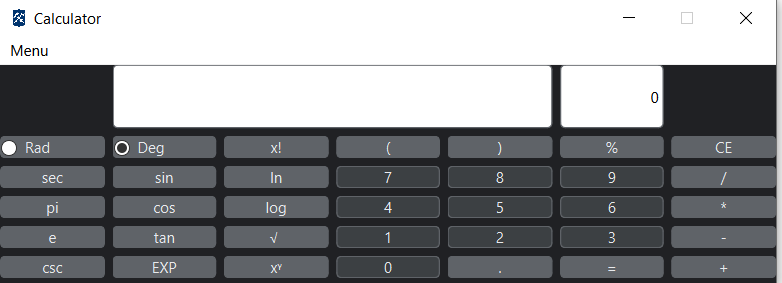 Calculator
Menu
0
Rad Deg x! ( ) % CE
sec sin ln 7 8 9 /
pi cos log 4 5 6 *
e tan √ 1 2 3 -
csc EXP xʸ 0 . = +